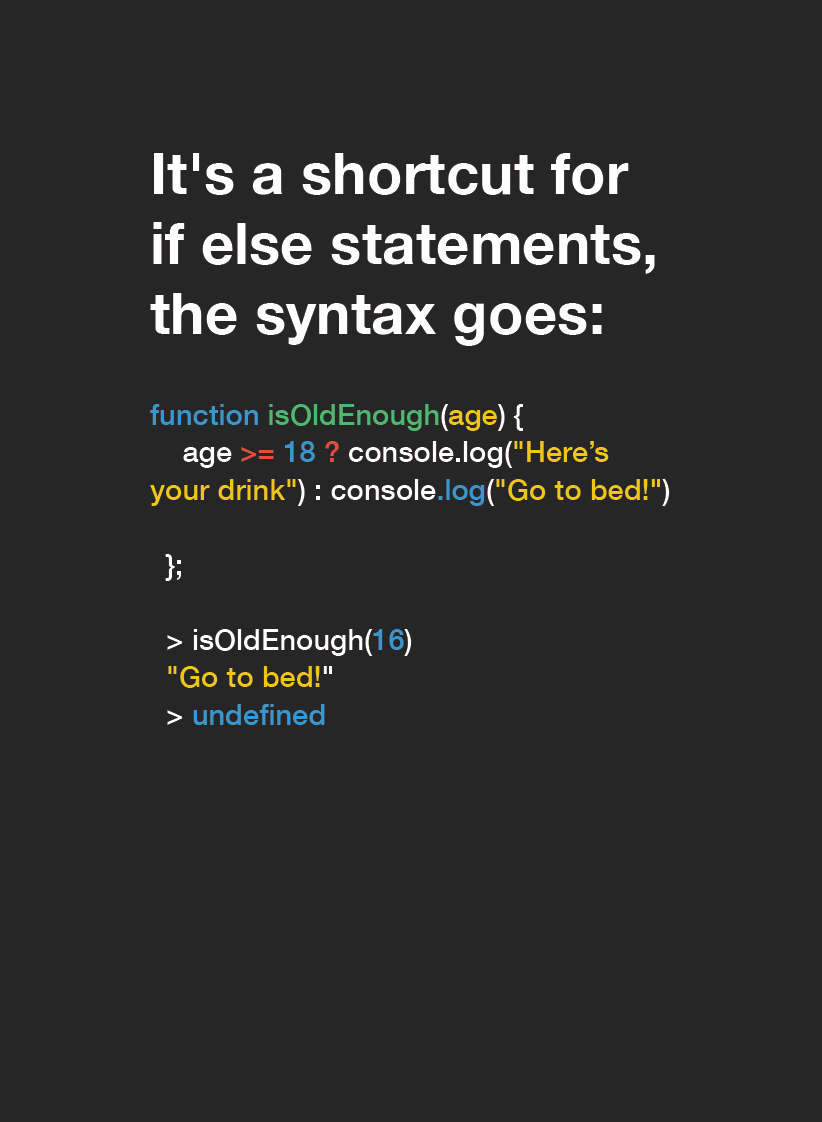 It's a shortcut for
if else statements,
the syntax goes:
function isOldEnough(age) {
age >= 18 ? console.log("Here’s
your drink") : console.log("Go to bed!")
};
> isOldEnough(16)
"Go to bed!"
> undefined